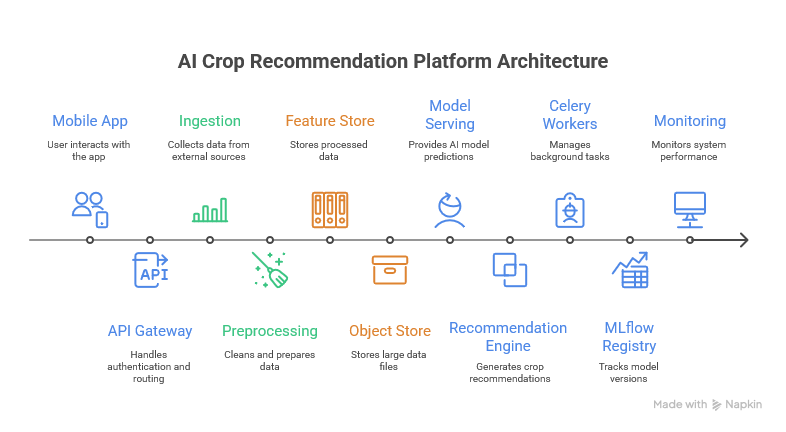 AI Crop Recommendation Platform Architecture
Mobile App
User interacts with
the app
Ingestion
Collects data from
external sources
Feature Store
Stores processed
data
Model
Serving
Provides AI model
predictions
Celery
Workers
Manages
background tasks
Monitoring
Monitors system
performance
API
API Gateway
Handles
authentication and
routing
Preprocessing
Cleans and prepares
data
Object Store
Stores large data
files
Recommendation
Engine
Generates crop
recommendations
MLflow
Registry
Tracks model
versions
Made with Napkin